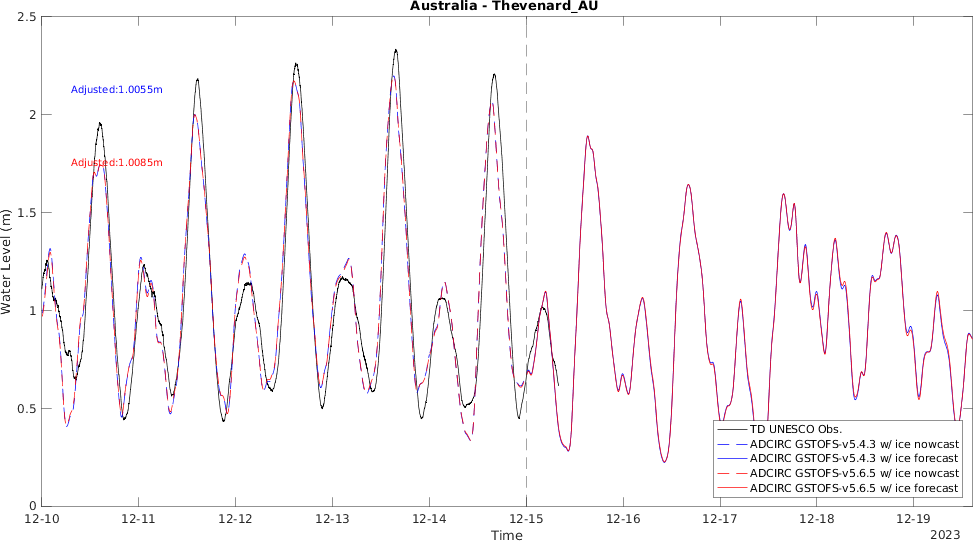 Australia - Thevenard_AU
2.5
2
1.5
1
0.5
0
Water Level (m)
Adjusted:1.0055m
Adjusted:1.0085m
TD UNESCO Obs.
ADCIRC GSTOFS-v5.4.3 w/ ice nowcast
ADCIRC GSTOFS-v5.4.3 w/ ice forecast
ADCIRC GSTOFS-v5.6.5 w/ ice nowcast
ADCIRC GSTOFS-v5.6.5 w/ ice forecast
12-10 12-11 12-12 12-13 12-14 12-15 12-16 12-17 12-18 12-19
Time
2023